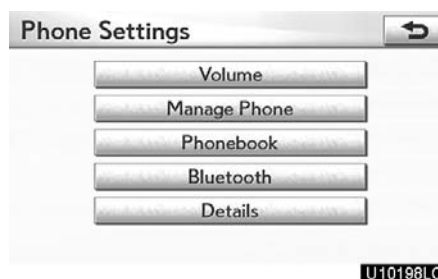 Phone Settings
Volume
Manage Phone
Phonebook
Bluetooth
Details
U10198LC